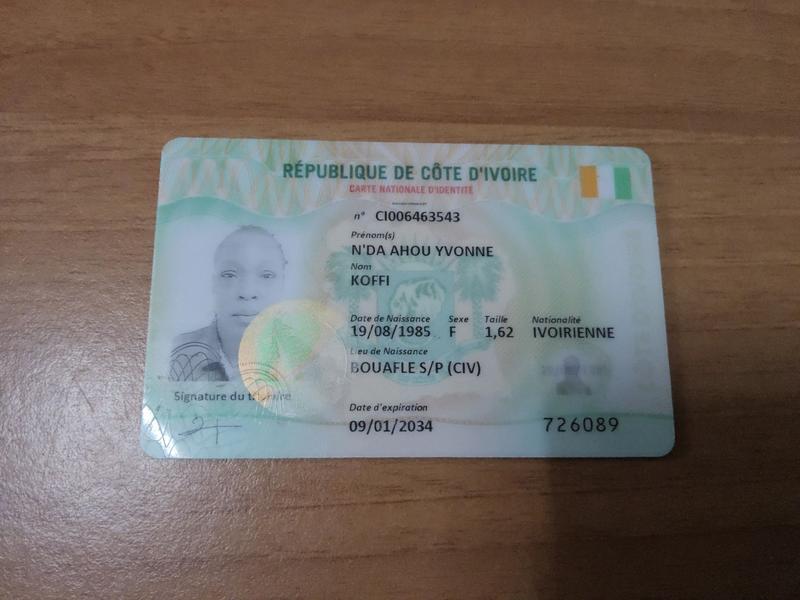 RÉPUBLIQUE DE CÔTE D'IVOIRE
CARTE NATIONALE D'IDENTITÉ
n° CI006463543
Prénom(s)
N'DA AHOU YVONNE
Nom
KOFFI
Date de Naissance Sexe Taille Nationalité
19/08/1985 F 1,62 IVOIRIENNE
Lieu de Naissance
BOUAFLE S/P (CIV)
Signature du titulaire
Date d'expiration
09/01/2034
726089